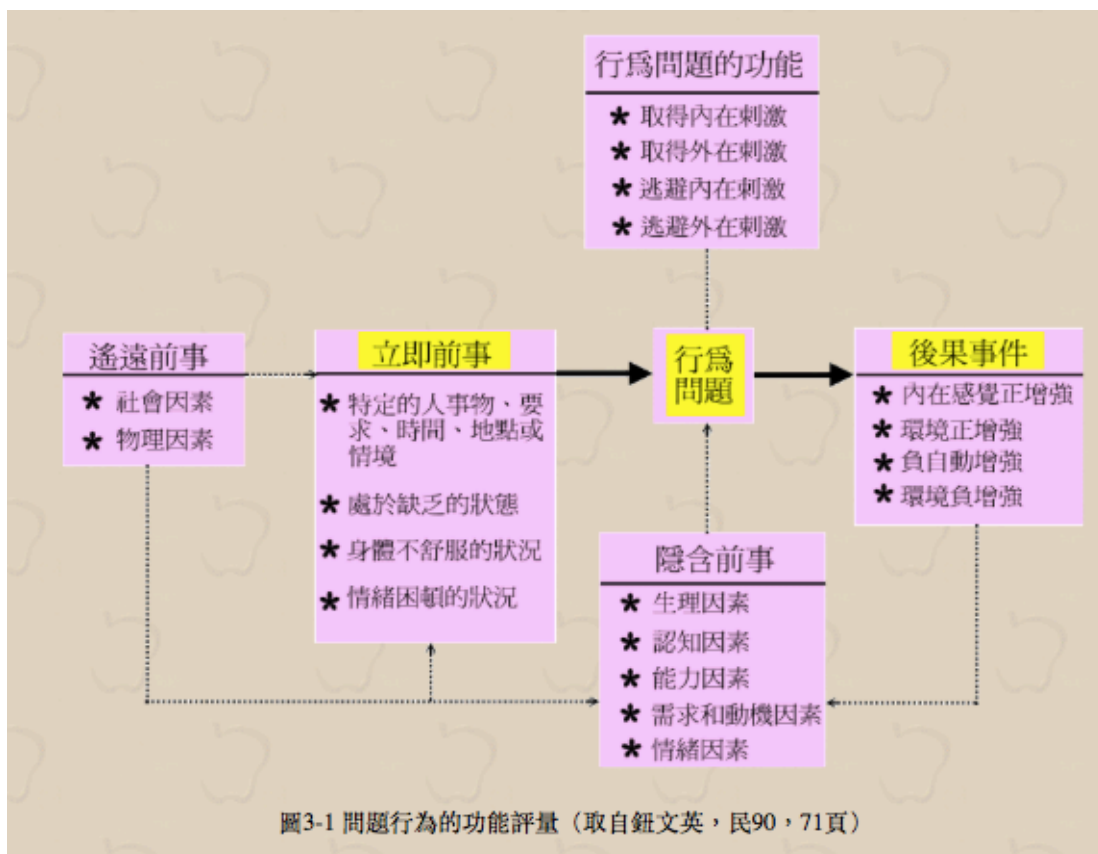 行爲問題的功能
★ 取得內在刺激
★ 取得外在刺激
★ 逃避內在刺激
★ 逃避外在刺激
遙遠前事
★ 社會因素
★ 物理因素
立即前事
★ 特定的人事物、要
求、時間、地點或
情境
★ 處於缺乏的狀態
★ 身體不舒服的狀況
★ 情緒困頓的狀況
行爲
問題
後果事件
★ 內在感覺正增強
★ 環境正增強
★ 負自動增強
★ 環境負增強
隱含前事
★ 生理因素
★ 認知因素
★ 能力因素
★ 需求和動機因素
★ 情緒因素
圖3-1 問題行為的功能評量（取自鈕文英，民90，71頁）